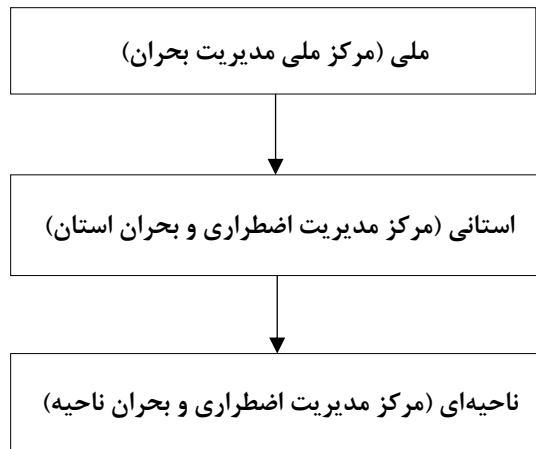 ملی (مرکز ملی مدیریت بحران)
استانی (مرکز مدیریت اضطراری و بحران استان)
ناحیه‌ای (مرکز مدیریت اضطراری و بحران ناحیه)